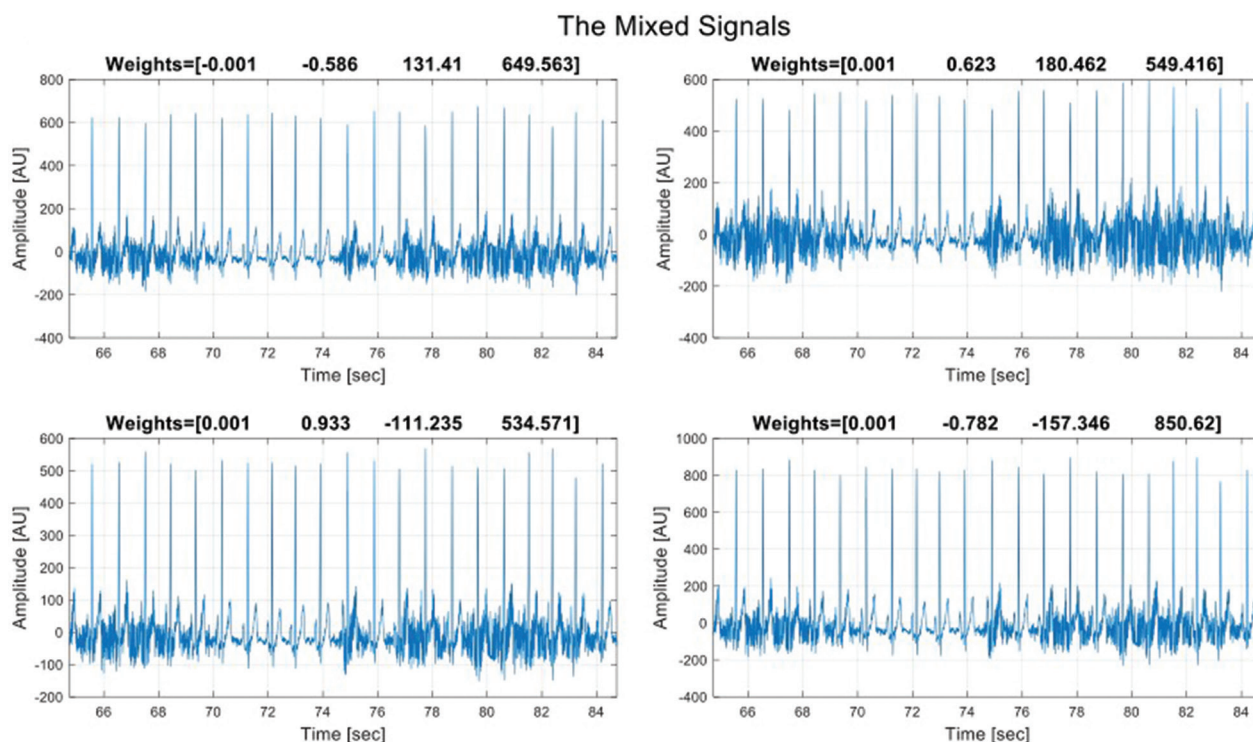 The Mixed Signals
Weights=[-0.001 -0.586 131.41 649.563]
800
600
400
200
0
-200
-400
Amplitude [AU]
66 68 70 72 74 76 78 80 82 84
Time [sec]
Weights=[0.001 0.623 180.462 549.416]
600
400
200
0
-200
-400
Amplitude [AU]
66 68 70 72 74 76 78 80 82 84
Time [sec]
Weights=[0.001 0.933 -111.235 534.571]
600
500
400
300
200
100
0
-100
-200
Amplitude [AU]
66 68 70 72 74 76 78 80 82 84
Time [sec]
Weights=[0.001 -0.782 -157.346 850.62]
1000
800
600
400
200
0
-200
-400
Amplitude [AU]
66 68 70 72 74 76 78 80 82 84
Time [sec]